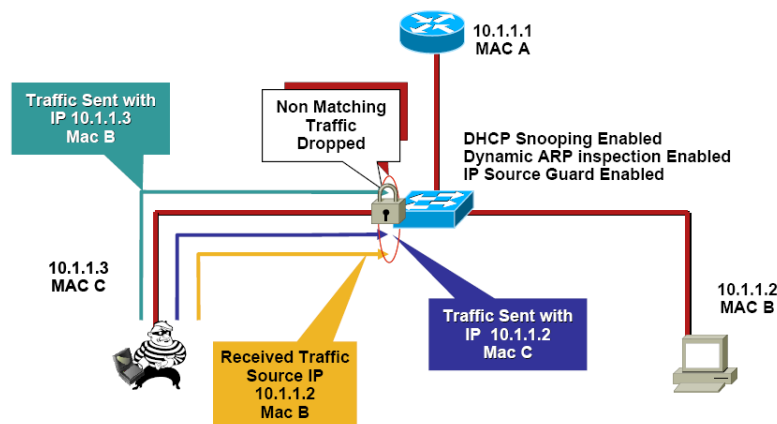 10.1.1.1
MAC A
Traffic Sent with
IP 10.1.1.3
Mac B
Non Matching
Traffic
Dropped
DHCP Snooping Enabled
Dynamic ARP inspection Enabled
IP Source Guard Enabled
10.1.1.3
MAC C
10.1.1.2
MAC B
Traffic Sent with
IP 10.1.1.2
Mac C
Received Traffic
Source IP
10.1.1.2
Mac B